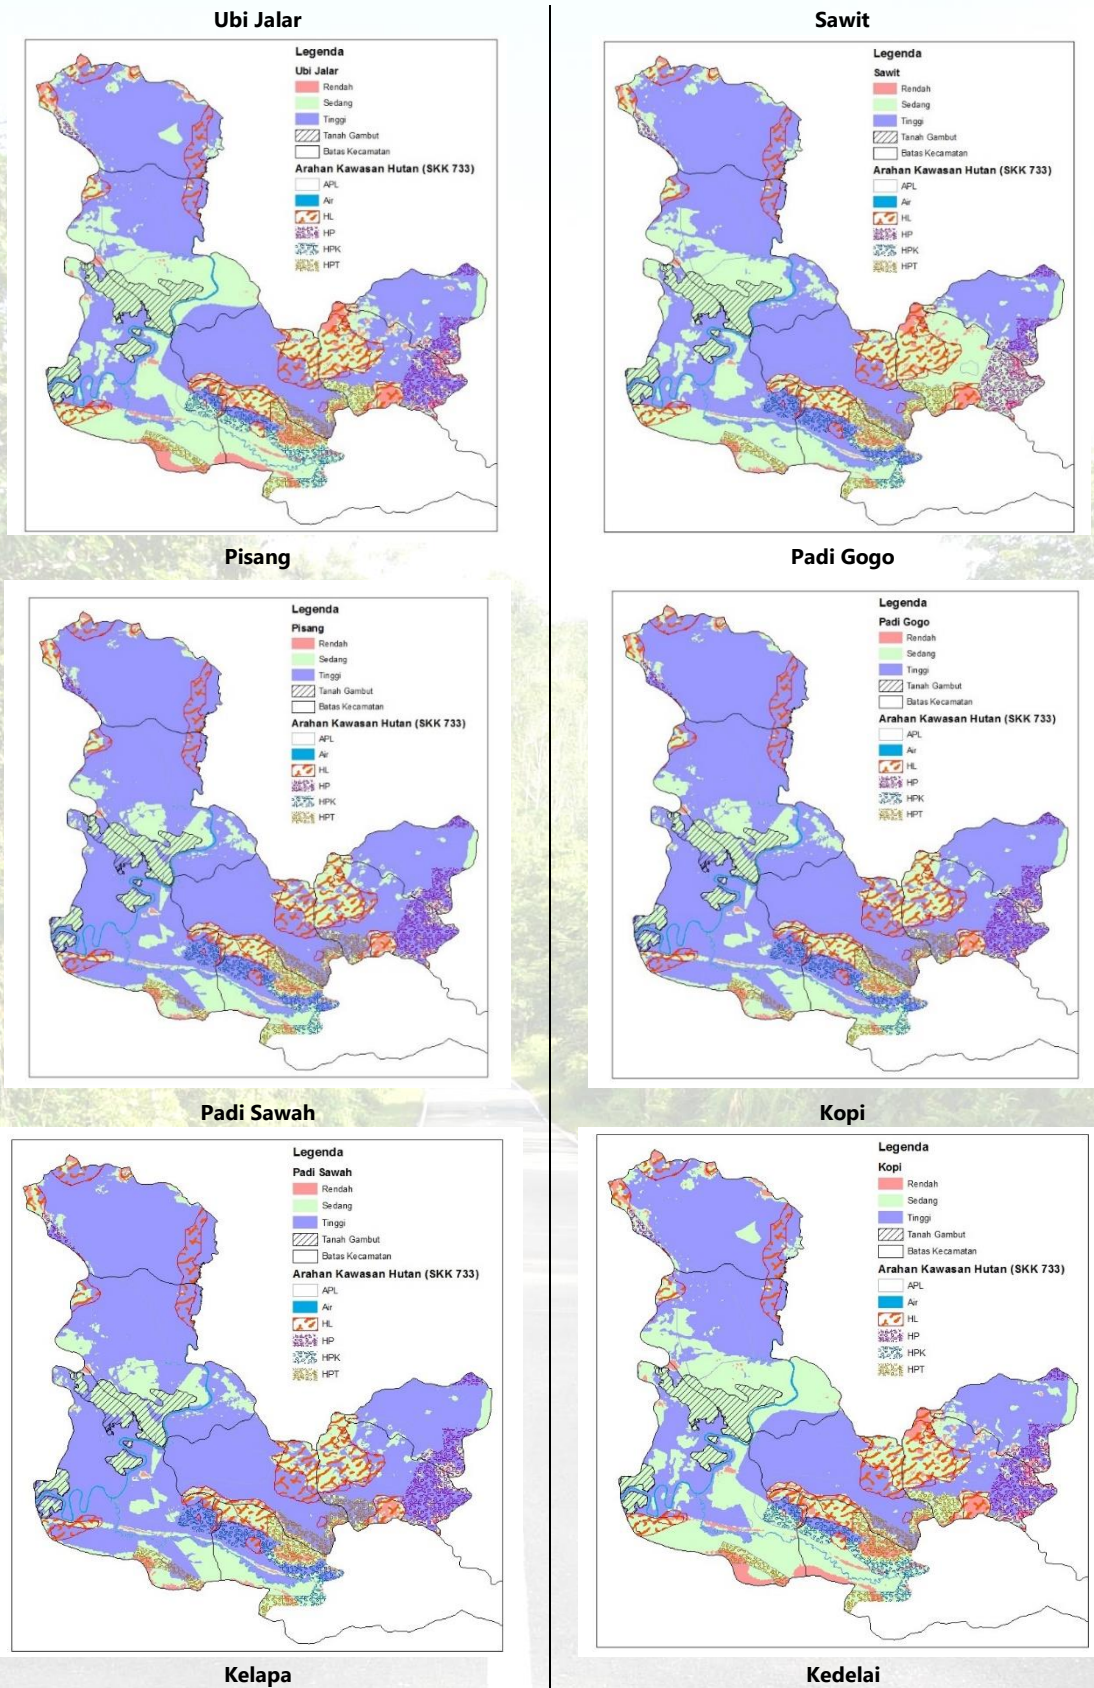 Ubi Jalar
Legenda
Ubi Jalar
Rendah
Sedang
Tinggi
Tanah Gambut
Batas Kecamatan
Arahan Kawasan Hutan (SKK 733)
APL
Air
HL
HP
HPK
HPT
Sawit
Legenda
Sawit
Rendah
Sedang
Tinggi
Tanah Gambut
Batas Kecamatan
Arahan Kawasan Hutan (SKK 733)
APL
Air
HL
HP
HPK
HPT
Pisang
Legenda
Pisang
Rendah
Sedang
Tinggi
Tanah Gambut
Batas Kecamatan
Arahan Kawasan Hutan (SKK 733)
APL
Air
HL
HP
HPK
HPT
Padi Gogo
Legenda
Padi Gogo
Rendah
Sedang
Tinggi
Tanah Gambut
Batas Kecamatan
Arahan Kawasan Hutan (SKK 733)
APL
Air
HL
HP
HPK
HPT
Padi Sawah
Legenda
Padi Sawah
Rendah
Sedang
Tinggi
Tanah Gambut
Batas Kecamatan
Arahan Kawasan Hutan (SKK 733)
APL
Air
HL
HP
HPK
HPT
Kopi
Legenda
Kopi
Rendah
Sedang
Tinggi
Tanah Gambut
Batas Kecamatan
Arahan Kawasan Hutan (SKK 733)
APL
Air
HL
HP
HPK
HPT
Kelapa
Kedelai